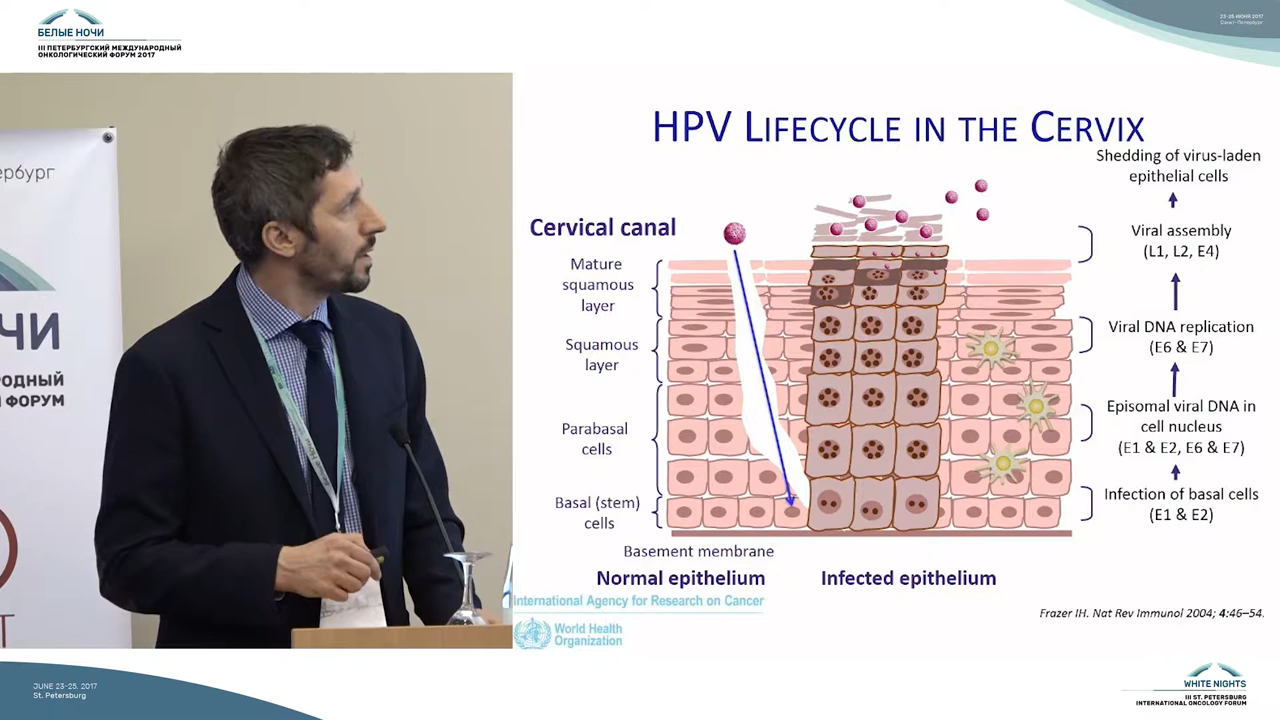 БЕЛЫЕ НОЧИ
III ПЕТЕРБУРГСКИЙ МЕЖДУНАРОДНЫЙ
ОНКОЛОГИЧЕСКИЙ ФОРУМ 2017
23-25 ИЮНЯ 2017
Санкт-Петербург
ербург
ЧИ
РОДНЫЙ
ФОРУМ
HPV LIFECYCLE IN THE CERVIX
Shedding of virus-laden
epithelial cells
Cervical canal
Viral assembly
(L1, L2, E4)
Mature
squamous
layer
Viral DNA replication
(E6 & E7)
Squamous
layer
Episomal viral DNA in
cell nucleus
(E1 & E2, E6 & E7)
Parabasal
cells
Infection of basal cells
(E1 & E2)
Basal (stem)
cells
Basement membrane
Normal epithelium
Infected epithelium
International Agency for Research on Cancer
World Health
Organization
Frazer IH. Nat Rev Immunol 2004; 4:46–54.
JUNE 23-25, 2017
St. Petersburg
WHITE NIGHTS
III ST. PETERSBURG
INTERNATIONAL ONCOLOGY FORUM